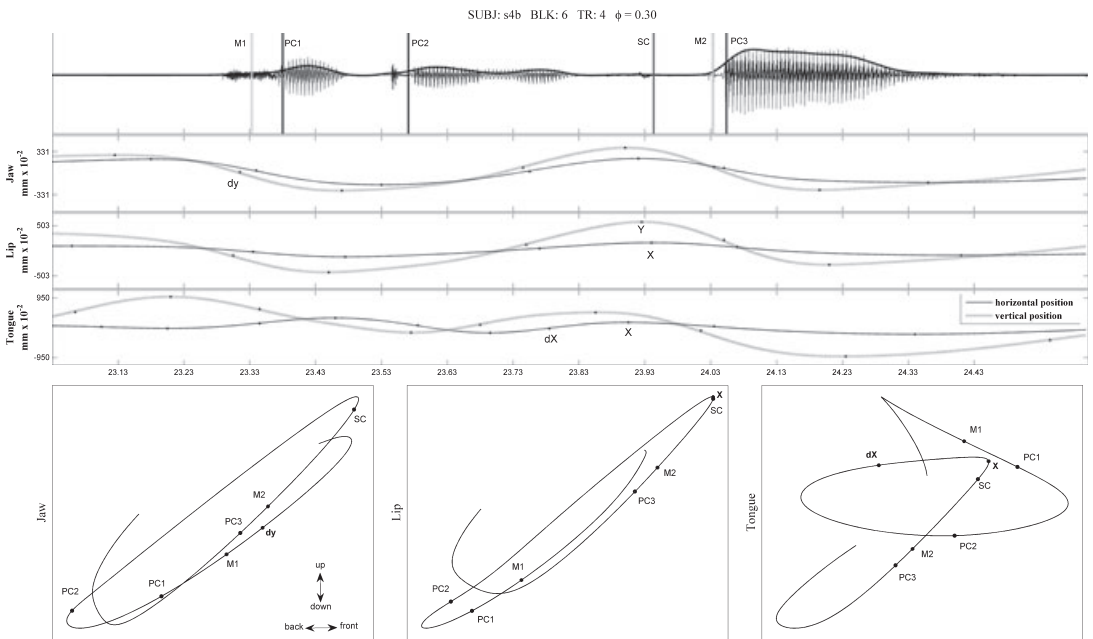 SUBJ: s4b BLK: 6 TR: 4 ϕ = 0.30
M1 PC1 PC2 SC M2 PC3
Jaw
mm x 10⁻²
331
-331
dy
Lip
mm x 10⁻²
503
-503
Y
X
Tongue
mm x 10⁻²
950
-950
dX
X
horizontal position
vertical position
23.13 23.23 23.33 23.43 23.53 23.63 23.73 23.83 23.93 24.03 24.13 24.23 24.33 24.43
Jaw
SC
M2
PC3
dy
M1
PC1
PC2
up
down
back front
Lip
X
SC
M2
PC3
M1
PC2
PC1
Tongue
M1
dX
X
PC1
SC
PC2
M2
PC3